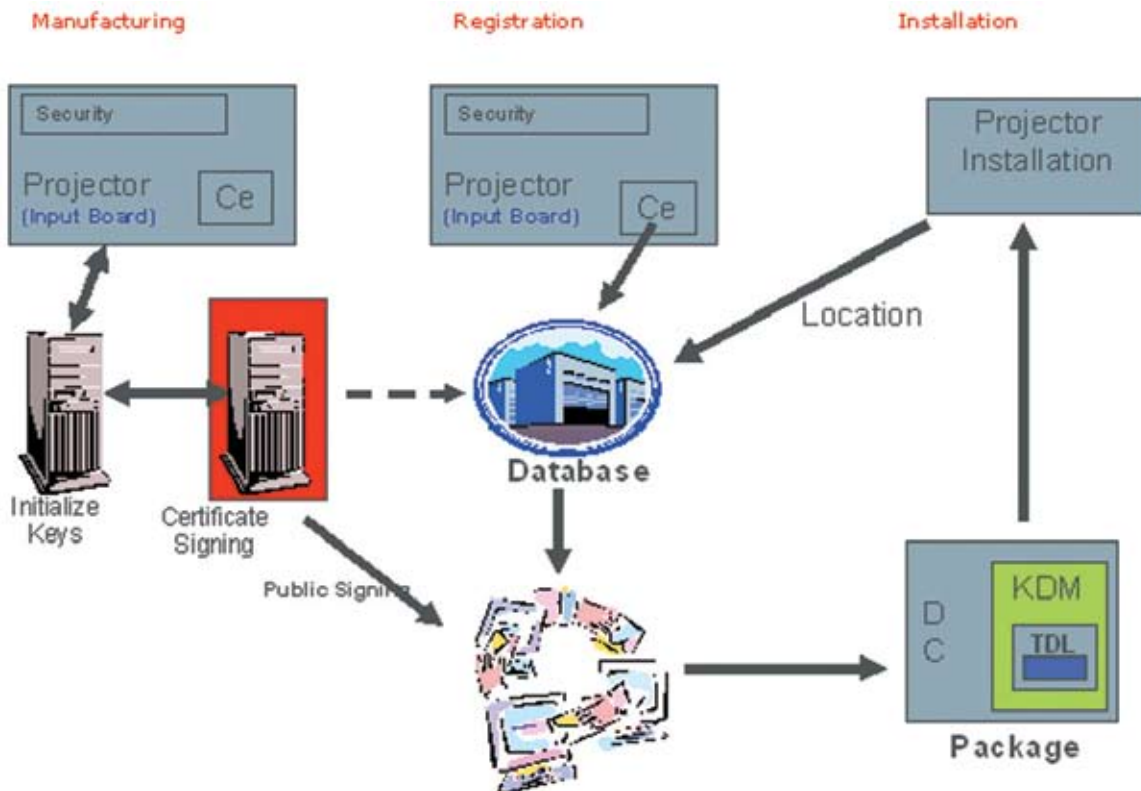 Manufacturing
Registration
Installation
Security
Projector
(Input Board)
Ce
Security
Projector
(Input Board)
Ce
Projector
Installation
Location
Initialize
Keys
Certificate
Signing
Database
Public Signing
D
C
KDM
TDL
Package